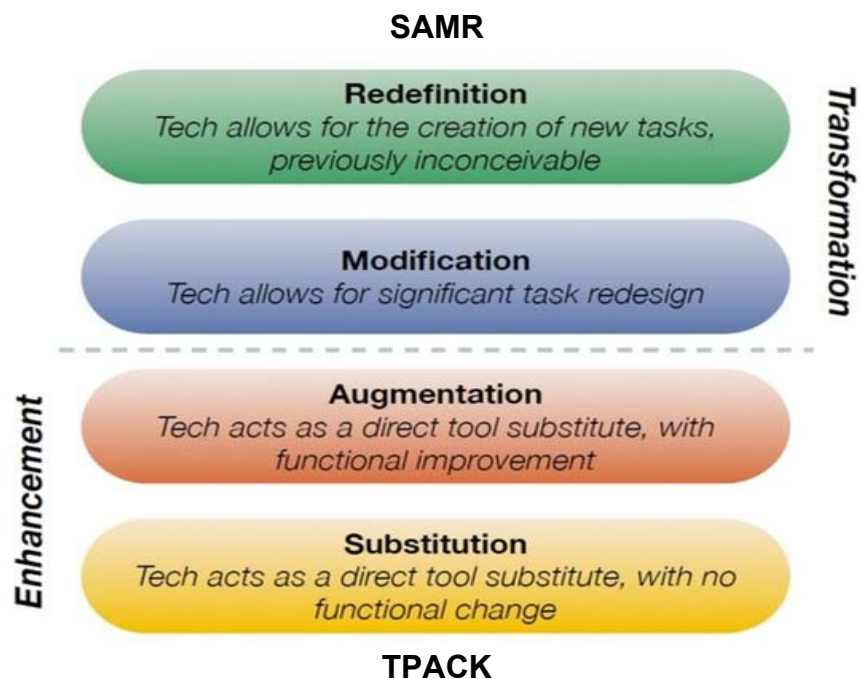 SAMR
Redefinition
Tech allows for the creation of new tasks,
previously inconceivable
Transformation
Modification
Tech allows for significant task redesign
Augmentation
Tech acts as a direct tool substitute, with
functional improvement
Enhancement
Substitution
Tech acts as a direct tool substitute, with no
functional change
TPACK